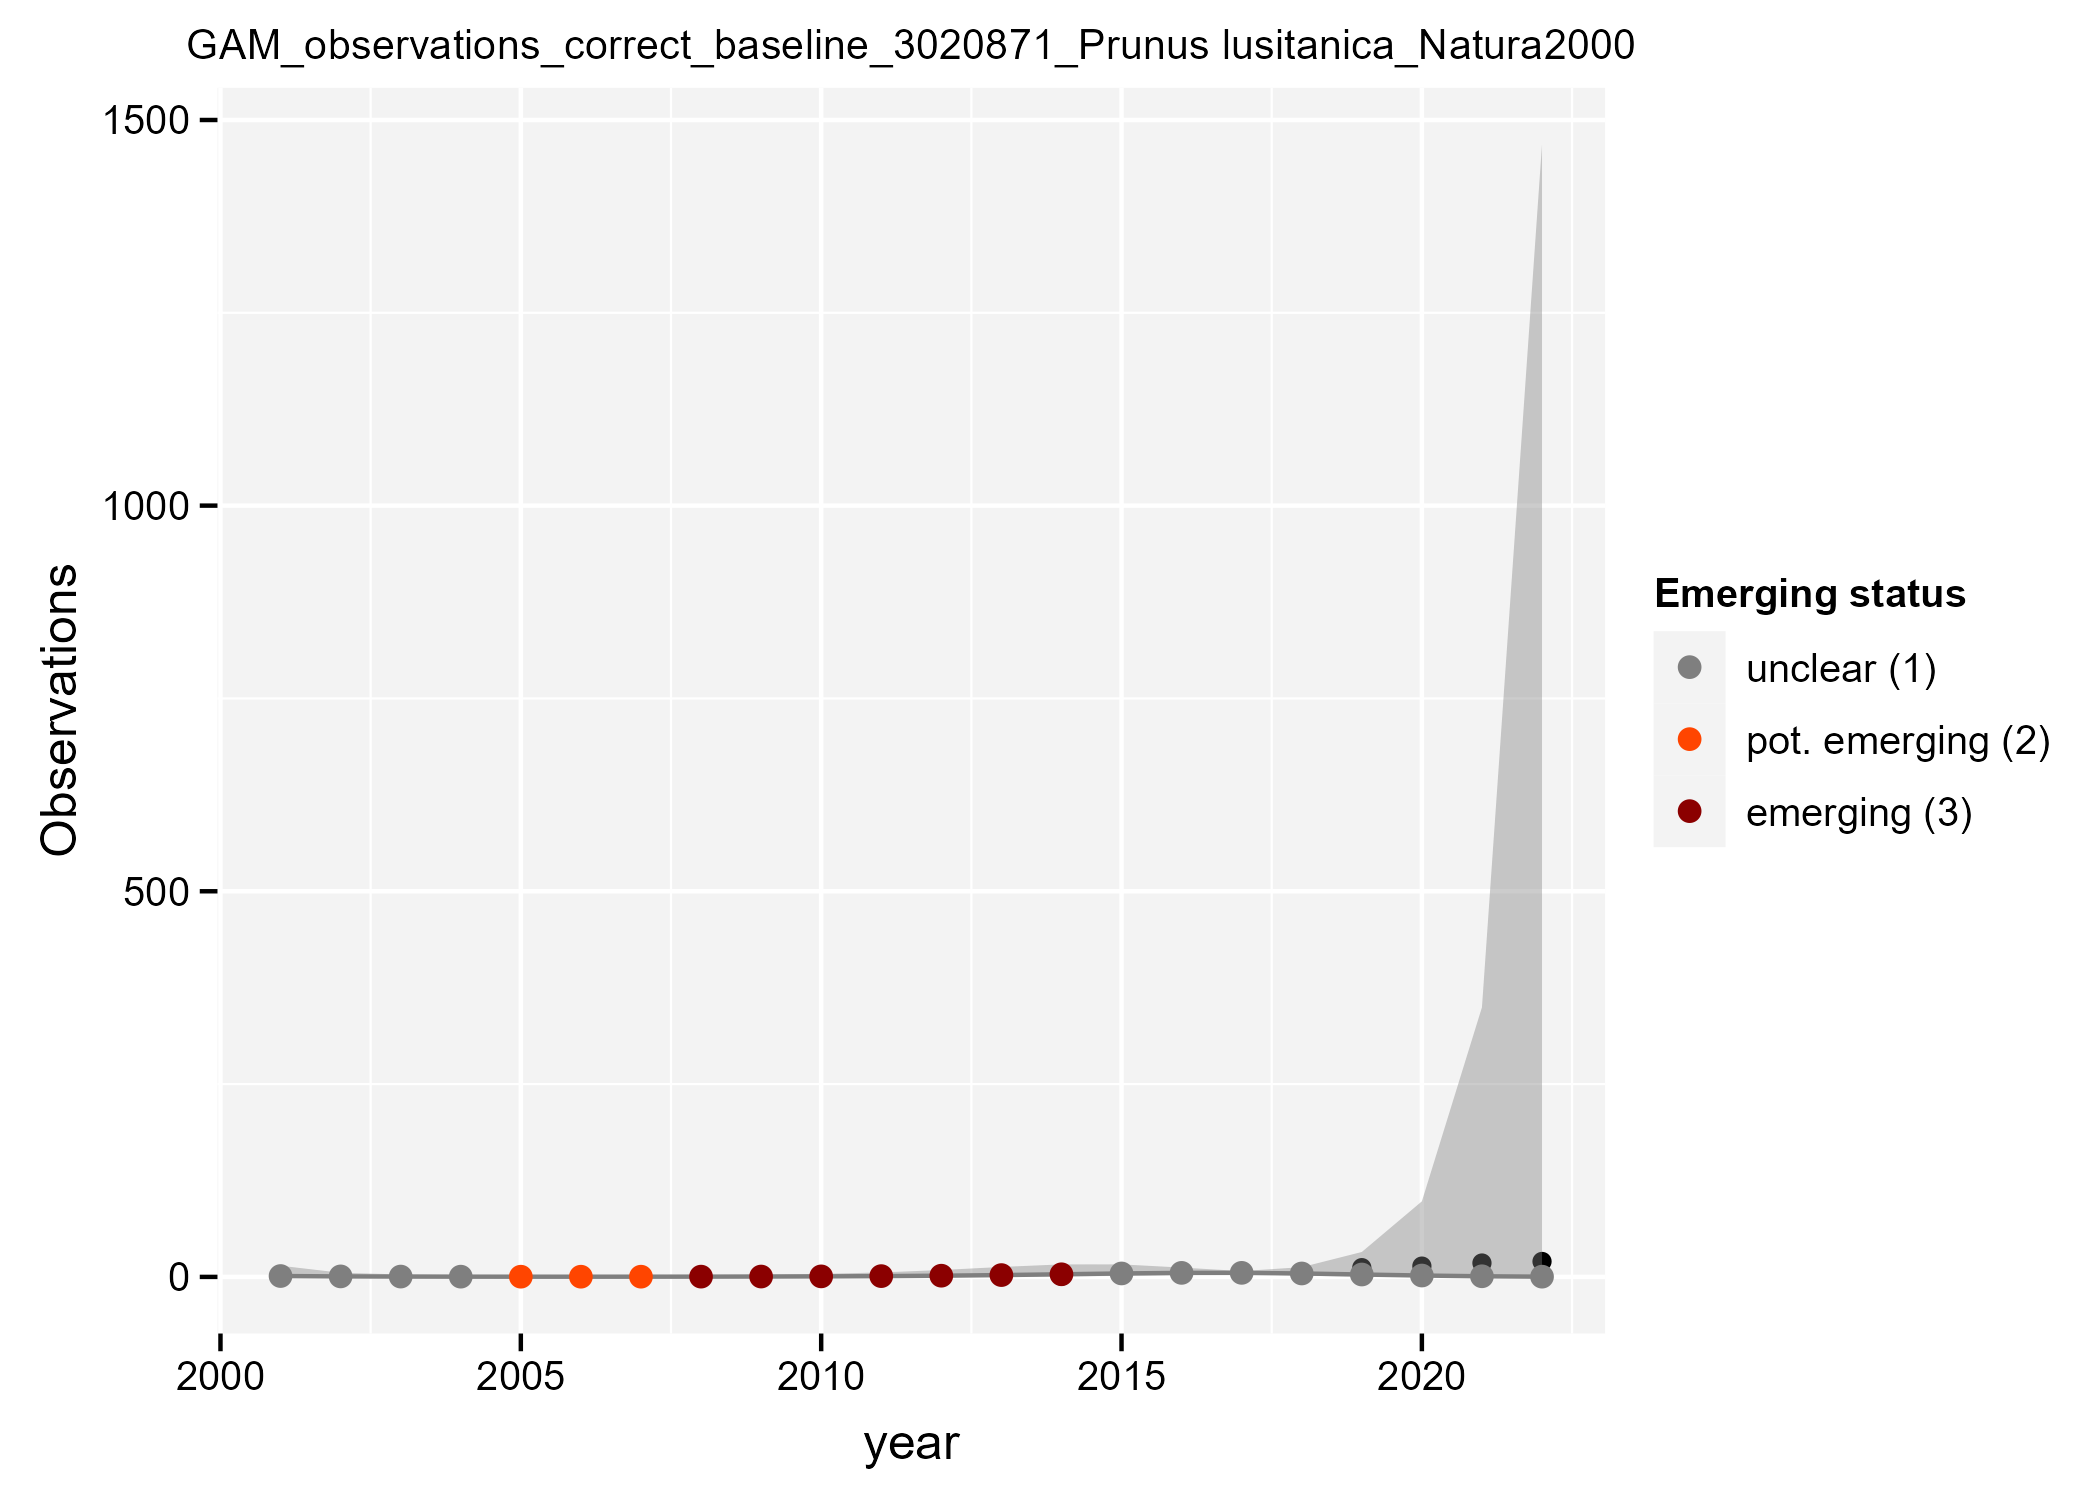 GAM_observations_correct_baseline_3020871_Prunus lusitanica_Natura2000
1500
1000
500
0
Observations
2000 2005 2010 2015 2020
year
Emerging status
unclear (1)
pot. emerging (2)
emerging (3)